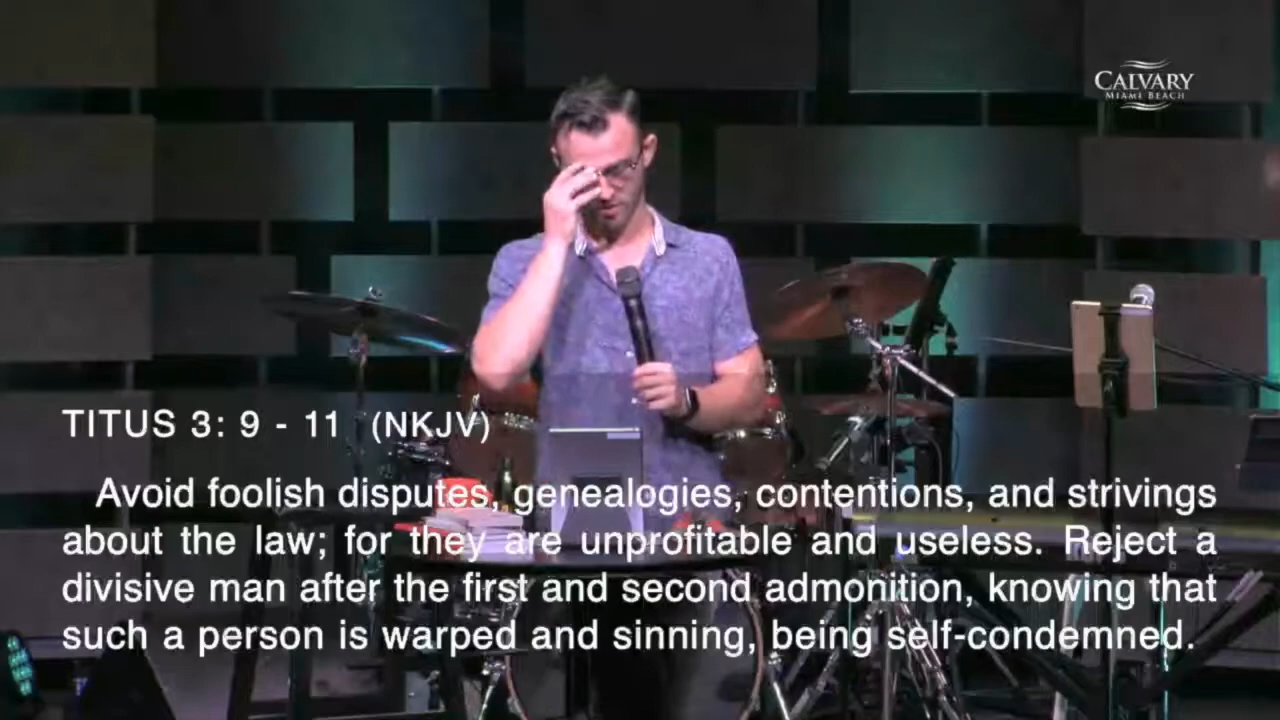 CALVARY
MIAMI BEACH
TITUS 3: 9 - 11 (NKJV)
Avoid foolish disputes, genealogies, contentions, and strivings
about the law; for they are unprofitable and useless. Reject a
divisive man after the first and second admonition, knowing that
such a person is warped and sinning, being self-condemned.